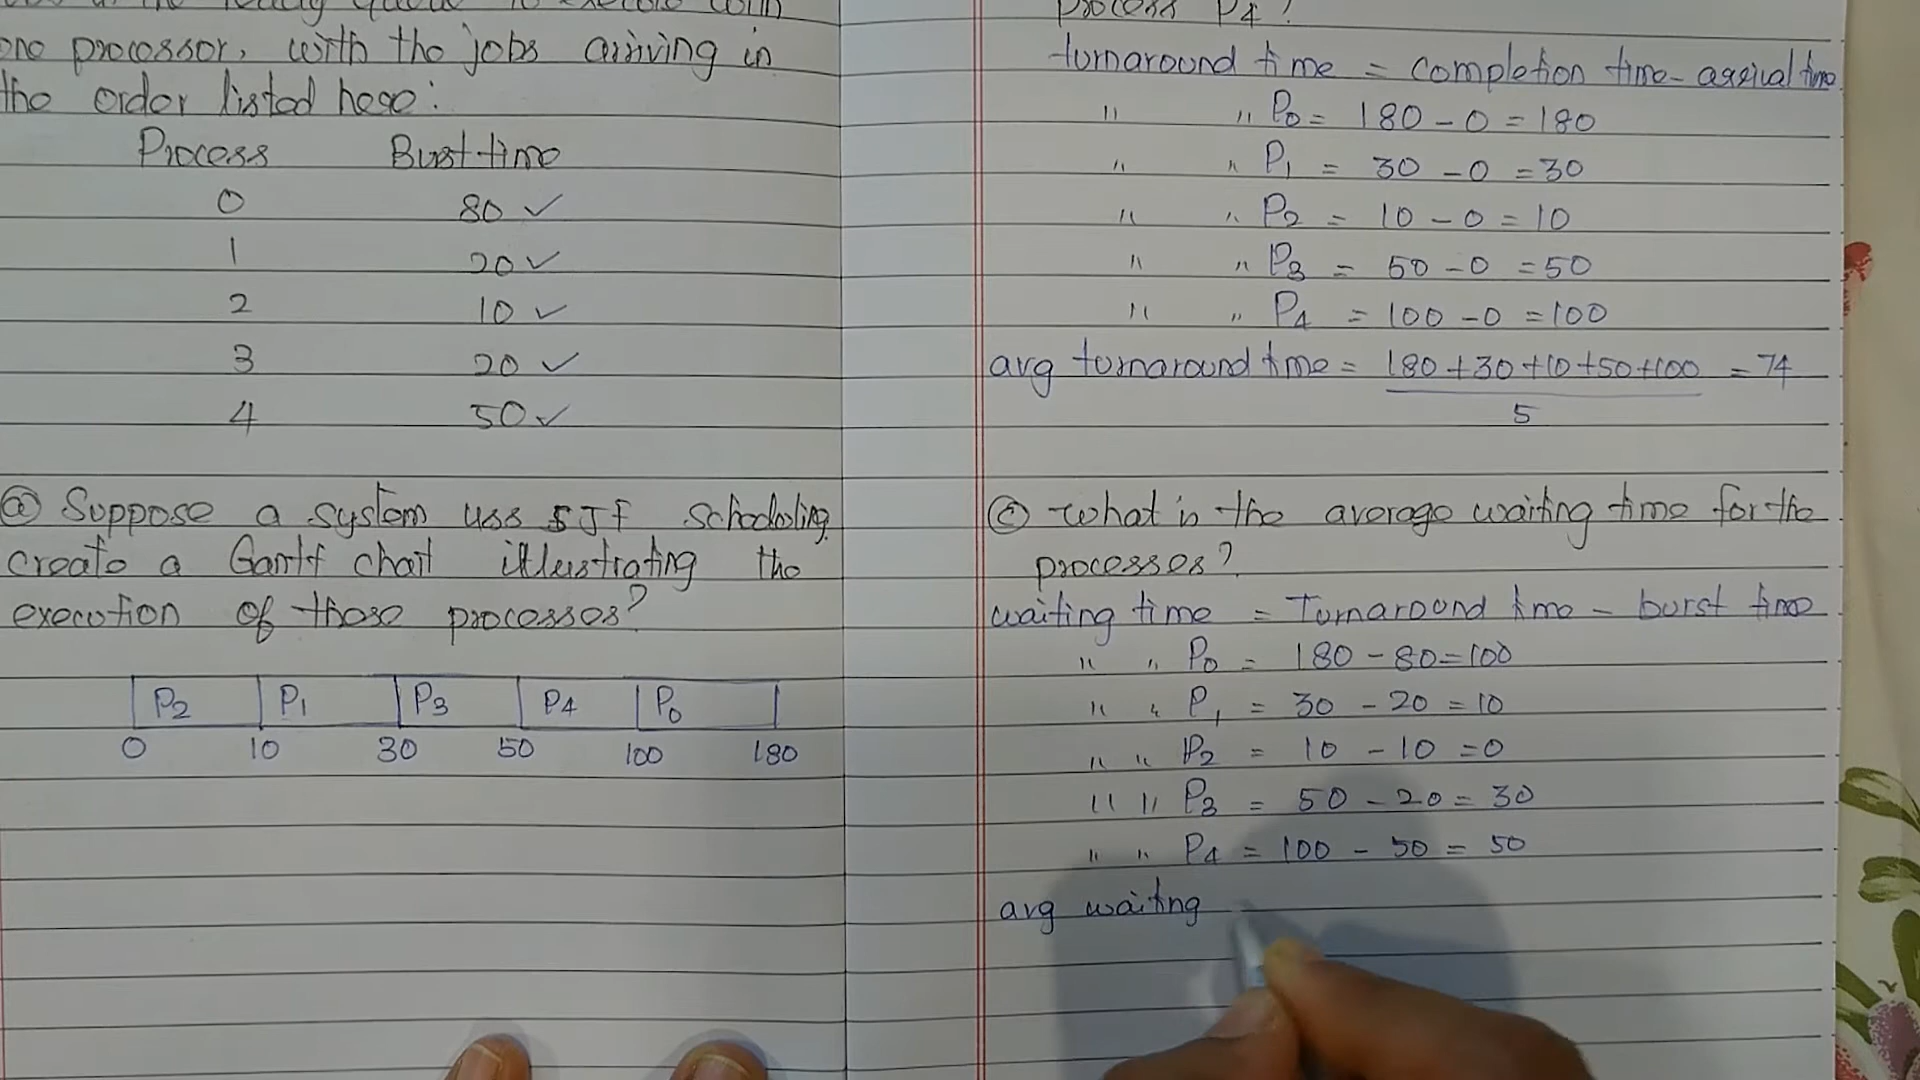 one processor, with the jobs arriving in
the order listed here:
Process Burst time
0 80 ✓
1 20 ✓
2 10 ✓
3 20 ✓
4 50 ✓
ⓐ Suppose a system uses SJF scheduling.
create a Gantt chart illustrating the
execution of these processes?
P2 P1 P3 P4 P0
0 10 30 50 100 180
process P4?
turnaround time = completion time - arrival time
" " P0 = 180 - 0 = 180
" " P1 = 30 - 0 = 30
" " P2 = 10 - 0 = 10
" " P3 = 50 - 0 = 50
" " P4 = 100 - 0 = 100
avg turnaround time = 180+30+10+50+100 = 74
5
ⓒ what is the average waiting time for the
processes?
waiting time = Turnaround time - burst time
" " P0 = 180 - 80 = 100
" " P1 = 30 - 20 = 10
" " P2 = 10 - 10 = 0
" " P3 = 50 - 20 = 30
" " P4 = 100 - 50 = 50
avg waiting